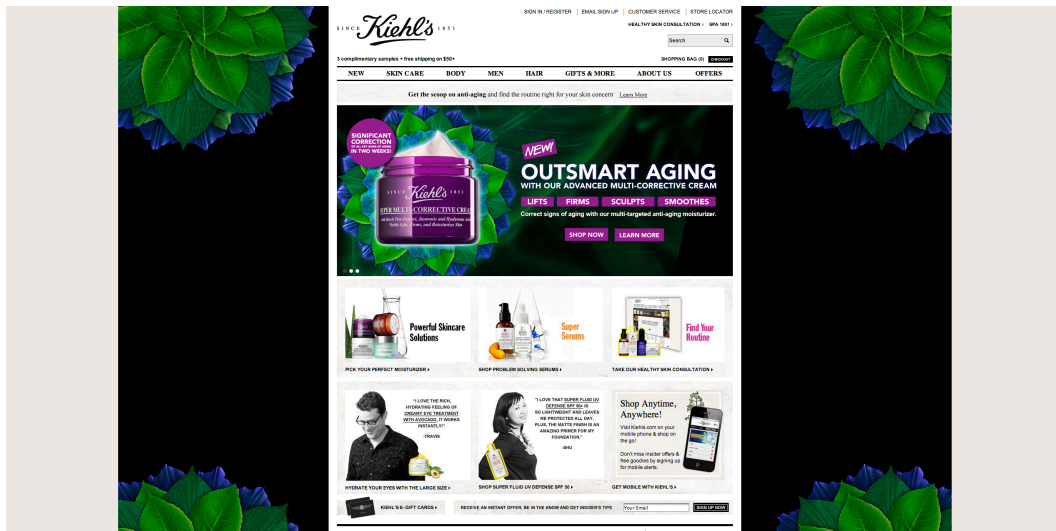 SIGN IN / REGISTER | EMAIL SIGN UP | CUSTOMER SERVICE | STORE LOCATOR
HEALTHY SKIN CONSULTATION SPA 1851
SINCE Kiehl's 1851
Search
3 complimentary samples + free shipping on $50+
SHOPPING BAG (0) CHECKOUT
NEW SKIN CARE BODY MEN HAIR GIFTS & MORE ABOUT US OFFERS
Get the scoop on anti-aging and find the routine right for your skin concern Learn More
SIGNIFICANT
CORRECTION
OF ALL KEY SIGNS OF AGING
IN TWO WEEKS!
SINCE Kiehl's 1851
SUPER MULTI-CORRECTIVE CREAM
NEW!
OUTSMART AGING
WITH OUR ADVANCED MULTI-CORRECTIVE CREAM
LIFTS FIRMS SCULPTS SMOOTHES
Correct signs of aging with our multi-targeted anti-aging moisturizer.
SHOP NOW LEARN MORE
Powerful Skincare
Solutions
PICK YOUR PERFECT MOISTURIZER
Super
Serums
SHOP PROBLEM SOLVING SERUMS
Find Your
Routine
TAKE OUR HEALTHY SKIN CONSULTATION
"I LOVE THE RICH,
HYDRATING FEELING OF
CREAMY EYE TREATMENT
WITH AVOCADO. IT WORKS
INSTANTLY!"
-TRAVIS
HYDRATE YOUR EYES WITH THE LARGE SIZE
"I LOVE THAT SUPER FLUID UV
DEFENSE SPF 50+ IS
SO LIGHTWEIGHT AND LEAVES
ME PROTECTED ALL DAY.
PLUS, THE MATTE FINISH IS AN
AMAZING PRIMER FOR MY
FOUNDATION."
-ISHU
SHOP SUPER FLUID UV DEFENSE SPF 50
Shop Anytime,
Anywhere!
Visit Kiehls.com on your
mobile phone & shop on
the go!
Don't miss insider offers &
free goodies by signing up
for mobile alerts.
GET MOBILE WITH KIEHL'S
KIEHL'S E-GIFT CARDS
RECEIVE AN INSTANT OFFER, BE IN THE KNOW AND GET INSIDER'S TIPS
Your Email
SIGN UP NOW